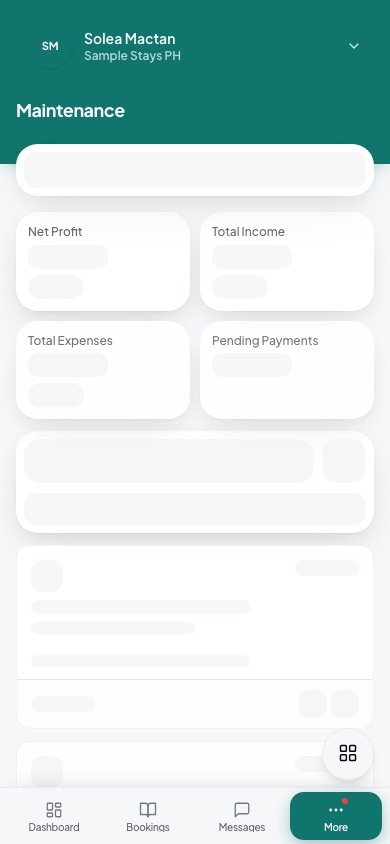 SM
Solea Mactan
Sample Stays PH
Maintenance
Net Profit
Total Income
Total Expenses
Pending Payments
Dashboard
Bookings
Messages
More